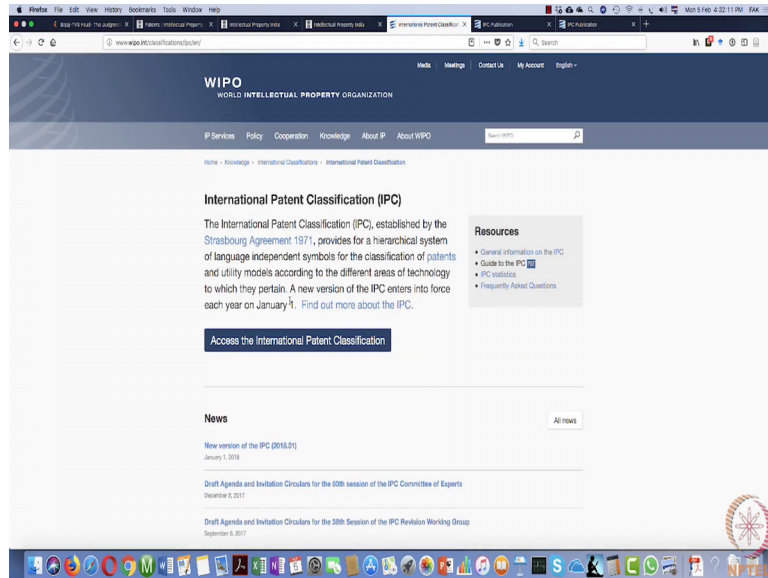 Firefox File Edit View History Bookmarks Tools Window Help
Mon 5 Feb 4:32:11 PM FAK
Bajaj-TVS Feud- The Judgmen X Patents | Intellectual Property X Intellectual Property India X Intellectual Property India X International Patent Classificat X IPC Publication X IPC Publication X +
www.wipo.int/classifications/ipc/en/ Search
Media Meetings Contact Us My Account English
WIPO
WORLD INTELLECTUAL PROPERTY ORGANIZATION
IP Services Policy Cooperation Knowledge About IP About WIPO Search WIPO
Home › Knowledge › International Classifications › International Patent Classification
International Patent Classification (IPC)
The International Patent Classification (IPC), established by the
Strasbourg Agreement 1971, provides for a hierarchical system
of language independent symbols for the classification of patents
and utility models according to the different areas of technology
to which they pertain. A new version of the IPC enters into force
each year on January 1. Find out more about the IPC.
Resources
General information on the IPC
Guide to the IPC PDF
IPC statistics
Frequently Asked Questions
Access the International Patent Classification
News
All news
New version of the IPC (2018.01)
January 1, 2018
Draft Agenda and Invitation Circulars for the 50th session of the IPC Committee of Experts
December 8, 2017
Draft Agenda and Invitation Circulars for the 38th Session of the IPC Revision Working Group
September 6, 2017
NPTEL